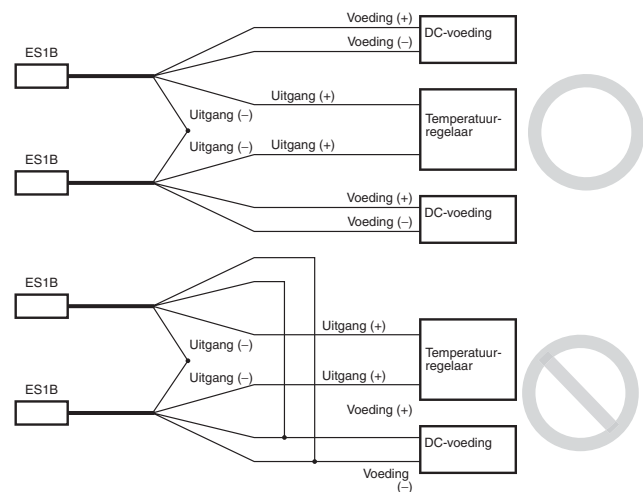 Voeding (+)
ES1B
Voeding (–)
DC-voeding
Uitgang (+)
Uitgang (–)
Temperatuur-
regelaar
ES1B
Uitgang (–)
Uitgang (+)
Voeding (+)
Voeding (–)
DC-voeding
ES1B
Uitgang (+)
Uitgang (–)
Temperatuur-
regelaar
ES1B
Uitgang (–)
Uitgang (+)
Voeding (+)
DC-voeding
Voeding
(–)